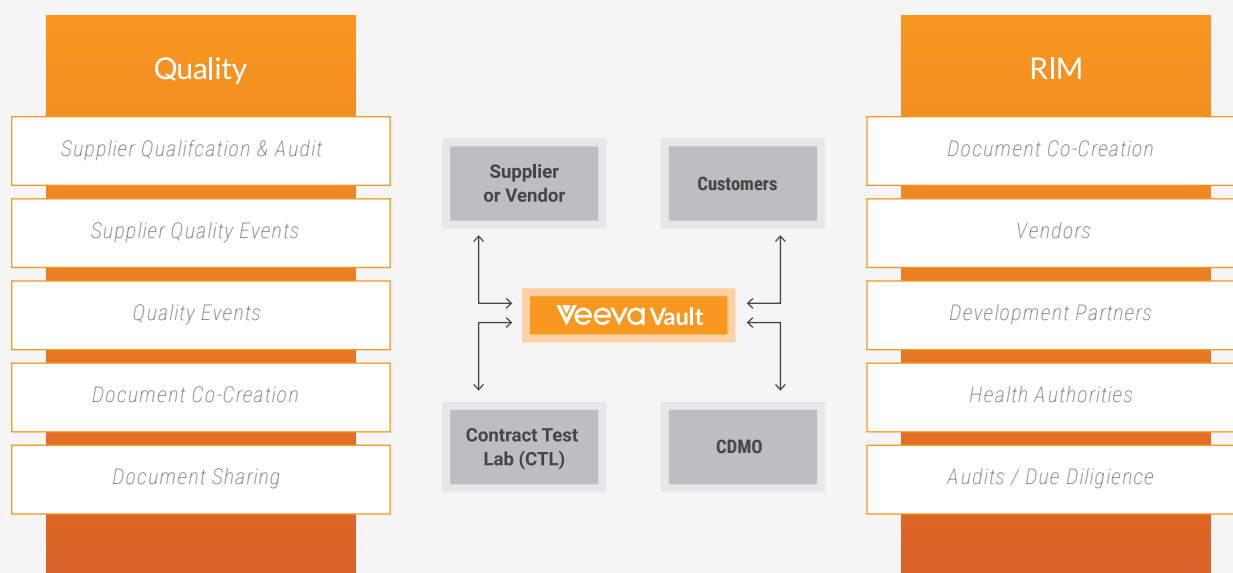 Quality
Supplier Qualifcation & Audit
Supplier Quality Events
Quality Events
Document Co-Creation
Document Sharing
Supplier
or Vendor
Customers
Veeva Vault
Contract Test
Lab (CTL)
CDMO
RIM
Document Co-Creation
Vendors
Development Partners
Health Authorities
Audits / Due Diligience